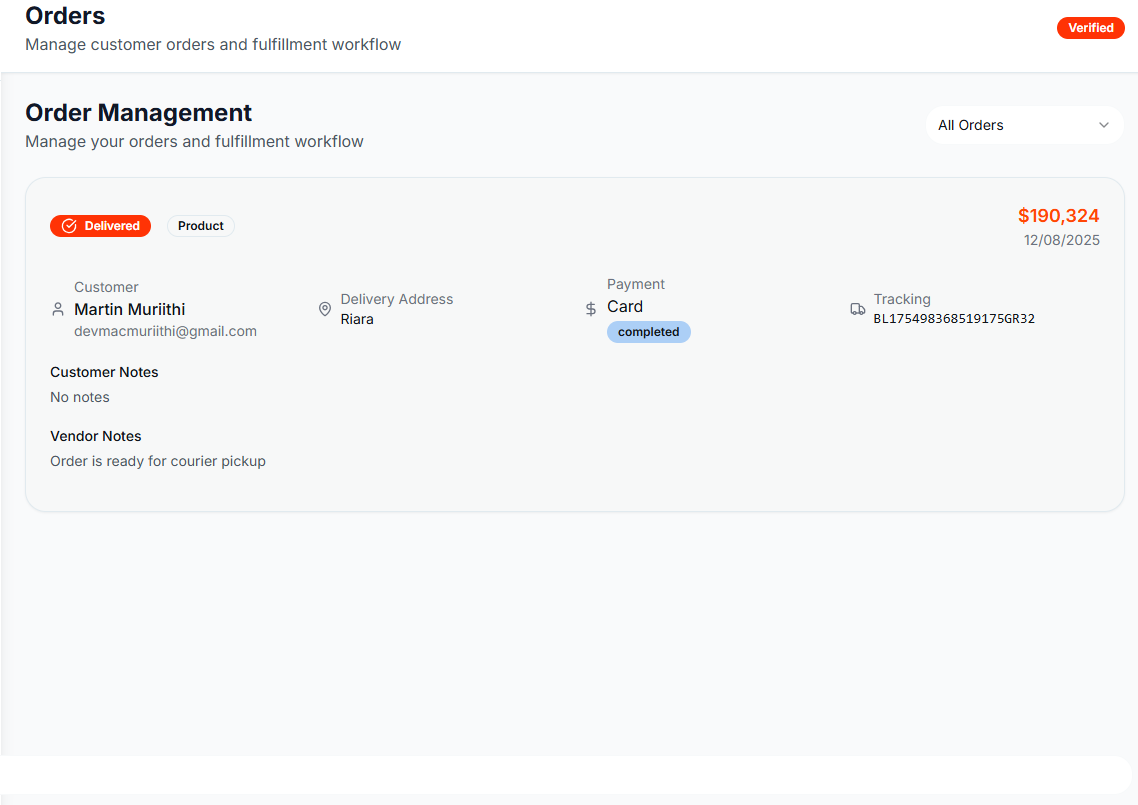 Orders
Manage customer orders and fulfillment workflow
Verified
Order Management
Manage your orders and fulfillment workflow
All Orders
Delivered
Product
$190,324
12/08/2025
Customer
Martin Muriithi
devmacmuriithi@gmail.com
Delivery Address
Riara
Payment
Card
completed
Tracking
BL175498368519175GR32
Customer Notes
No notes
Vendor Notes
Order is ready for courier pickup